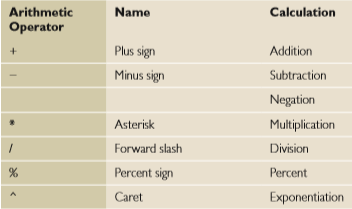 Arithmetic Operator Name Calculation
+ Plus sign Addition
– Minus sign Subtraction
Negation
* Asterisk Multiplication
/ Forward slash Division
% Percent sign Percent
^ Caret Exponentiation